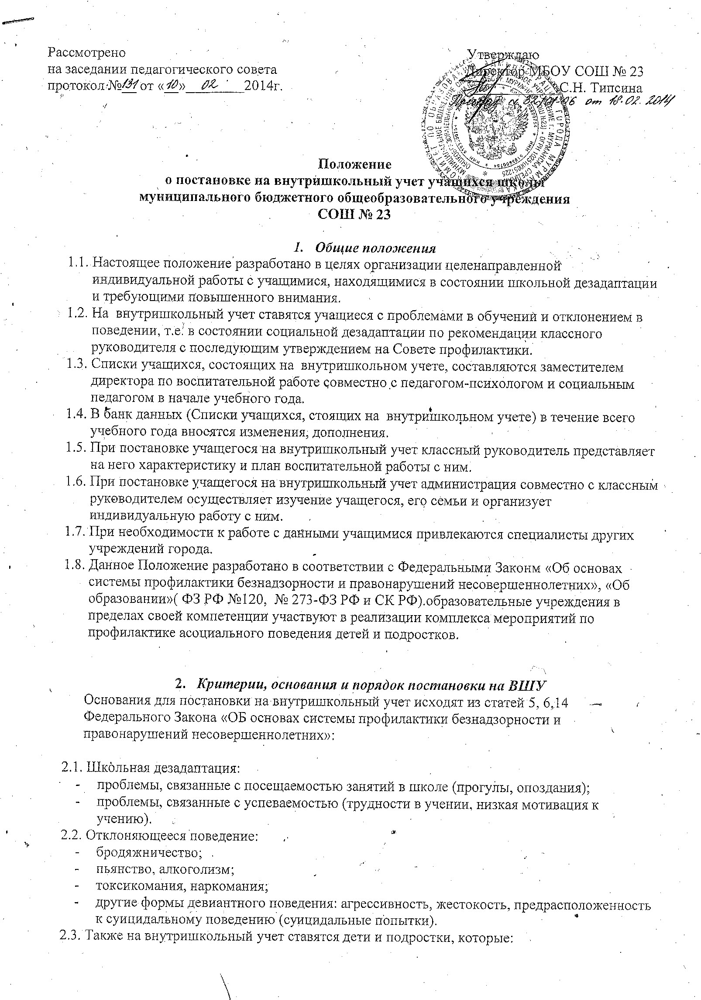 Рассмотрено
на заседании педагогического совета
протокол №131 от «10» 02 2014г.
Утверждаю
Директор МБОУ СОШ № 23
С.Н. Типсина
Приказ от 18.02.2014
Положение
о постановке на внутришкольный учет учащихся школы
муниципального бюджетного общеобразовательного учреждения
СОШ № 23
1. Общие положения
1.1. Настоящее положение разработано в целях организации целенаправленной
индивидуальной работы с учащимися, находящимися в состоянии школьной дезадаптации
и требующими повышенного внимания.
1.2. На внутришкольный учет ставятся учащиеся с проблемами в обучений и отклонением в
поведении, т.е. в состоянии социальной дезадаптации по рекомендации классного
руководителя с последующим утверждением на Совете профилактики.
1.3. Списки учащихся, состоящих на внутришкольном учете, составляются заместителем
директора по воспитательной работе совместно с педагогом-психологом и социальным
педагогом в начале учебного года.
1.4. В банк данных (Списки учащихся, стоящих на внутришкольном учете) в течение всего
учебного года вносятся изменения, дополнения.
1.5. При постановке учащегося на внутришкольный учет классный руководитель представляет
на него характеристику и план воспитательной работы с ним.
1.6. При постановке учащегося на внутришкольный учет администрация совместно с классным
руководителем осуществляет изучение учащегося, его семьи и организует
индивидуальную работу с ним.
1.7. При необходимости к работе с данными учащимися привлекаются специалисты других
учреждений города.
1.8. Данное Положение разработано в соответствии с Федеральными Законм «Об основах
системы профилактики безнадзорности и правонарушений несовершеннолетних», «Об
образовании»( ФЗ РФ №120, № 273-ФЗ РФ и СК РФ).образовательные учреждения в
пределах своей компетенции участвуют в реализации комплекса мероприятий по
профилактике асоциального поведения детей и подростков.
2. Критерии, основания и порядок постановки на ВШУ
Основания для постановки на внутришкольный учет исходят из статей 5, 6,14
Федерального Закона «ОБ основах системы профилактики безнадзорности и
правонарушений несовершеннолетних»:
2.1. Школьная дезадаптация:
- проблемы, связанные с посещаемостью занятий в школе (прогулы, опоздания);
- проблемы, связанные с успеваемостью (трудности в учении, низкая мотивация к
учению).
2.2. Отклоняющееся поведение:
- бродяжничество;
- пьянство, алкоголизм;
- токсикомания, наркомания;
- другие формы девиантного поведения: агрессивность, жестокость, предрасположенность
к суицидальному поведению (суицидальные попытки).
2.3. Также на внутришкольный учет ставятся дети и подростки, которые: